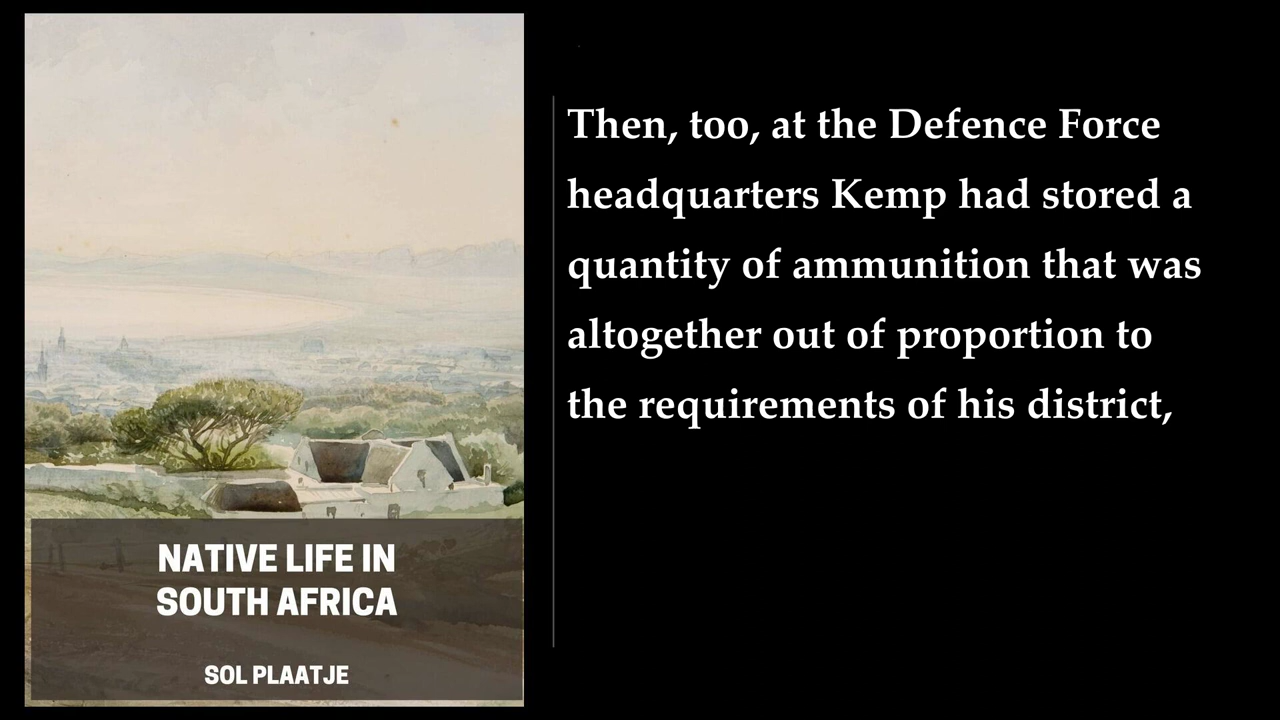 NATIVE LIFE IN
SOUTH AFRICA
SOL PLAATJE
Then, too, at the Defence Force
headquarters Kemp had stored a
quantity of ammunition that was
altogether out of proportion to
the requirements of his district,